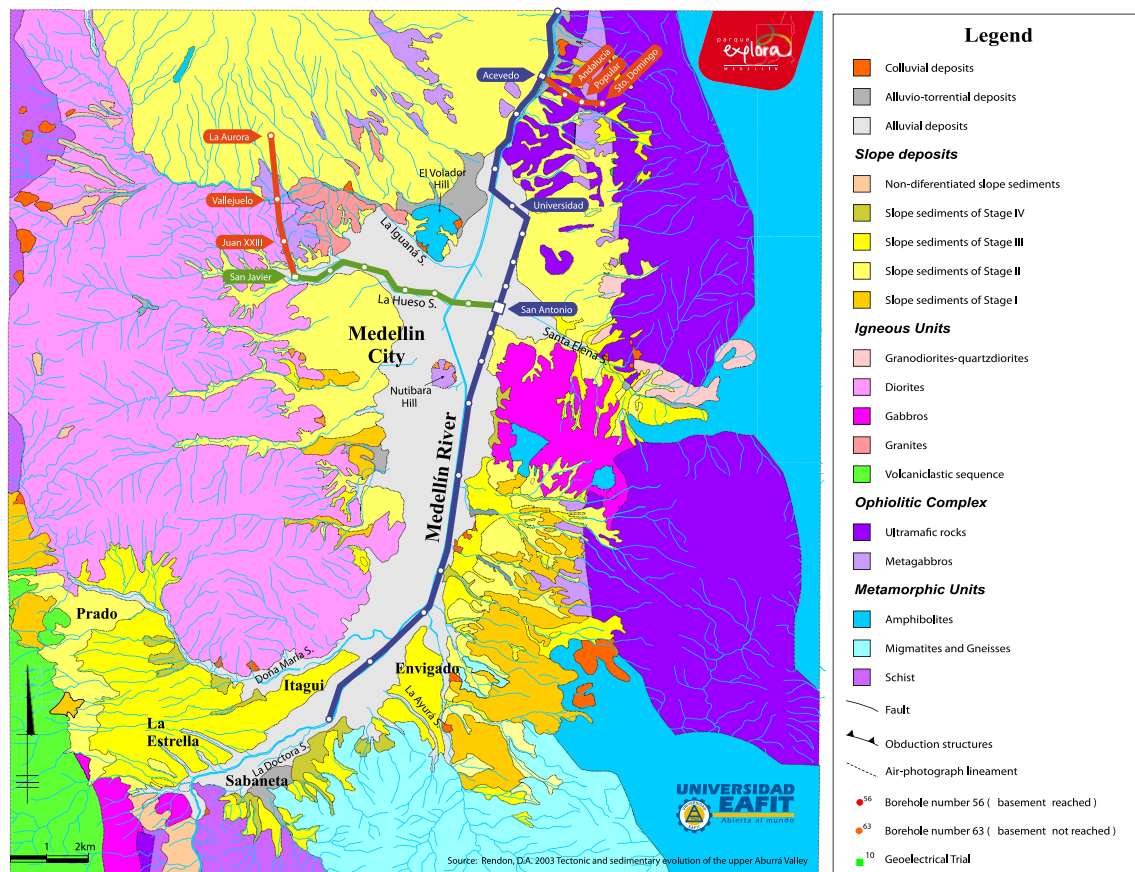 parque
explora
MEDELLÍN
Acevedo
Andalucía
Popular
Sto. Domingo
La Aurora
El Volador
Hill
Vallejuelo
Universidad
La Iguaná S.
Juan XXIII
San Javier
La Hueso S.
San Antonio
Medellin
City
Santa Elena S.
Nutibara
Hill
Medellín River
Prado
Doña María S.
Itagui
Envigado
La Ayurá S.
La
Estrella
La Doctora S.
Sabaneta
UNIVERSIDAD
EAFIT
Abierta al mundo
1 2km
Source: Rendon, D.A. 2003 Tectonic and sedimentary evolution of the upper Aburrá Valley
Legend
Colluvial deposits
Alluvio-torrential deposits
Alluvial deposits
Slope deposits
Non-diferentiated slope sediments
Slope sediments of Stage IV
Slope sediments of Stage III
Slope sediments of Stage II
Slope sediments of Stage I
Igneous Units
Granodiorites-quartzdiorites
Diorites
Gabbros
Granites
Volcaniclastic sequence
Ophiolitic Complex
Ultramafic rocks
Metagabbros
Metamorphic Units
Amphibolites
Migmatites and Gneisses
Schist
Fault
Obduction structures
Air-photograph lineament
56 Borehole number 56 ( basement reached )
63 Borehole number 63 ( basement not reached )
10 Geoelectrical Trial